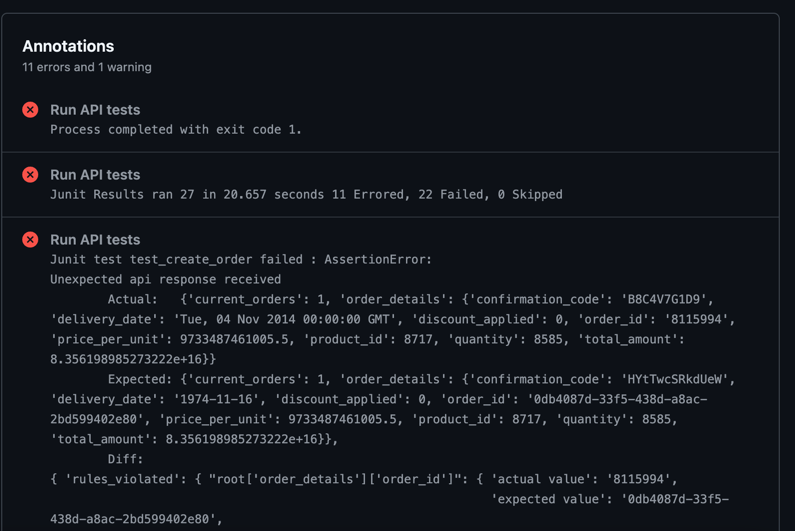 Annotations
11 errors and 1 warning
Run API tests
Process completed with exit code 1.
Run API tests
Junit Results ran 27 in 20.657 seconds 11 Errored, 22 Failed, 0 Skipped
Run API tests
Junit test test_create_order failed : AssertionError:
Unexpected api response received
Actual:   {'current_orders': 1, 'order_details': {'confirmation_code': 'B8C4V7G1D9',
'delivery_date': 'Tue, 04 Nov 2014 00:00:00 GMT', 'discount_applied': 0, 'order_id': '8115994',
'price_per_unit': 9733487461005.5, 'product_id': 8717, 'quantity': 8585, 'total_amount':
8.356198985273222e+16}}
Expected: {'current_orders': 1, 'order_details': {'confirmation_code': 'HYtTwcSRkdUeW',
'delivery_date': '1974-11-16', 'discount_applied': 0, 'order_id': '0db4087d-33f5-438d-a8ac-
2bd599402e80', 'price_per_unit': 9733487461005.5, 'product_id': 8717, 'quantity': 8585,
'total_amount': 8.356198985273222e+16}},
Diff:
{ 'rules_violated': { "root['order_details']['order_id']": { 'actual value': '8115994',
'expected value': '0db4087d-33f5-
438d-a8ac-2bd599402e80',